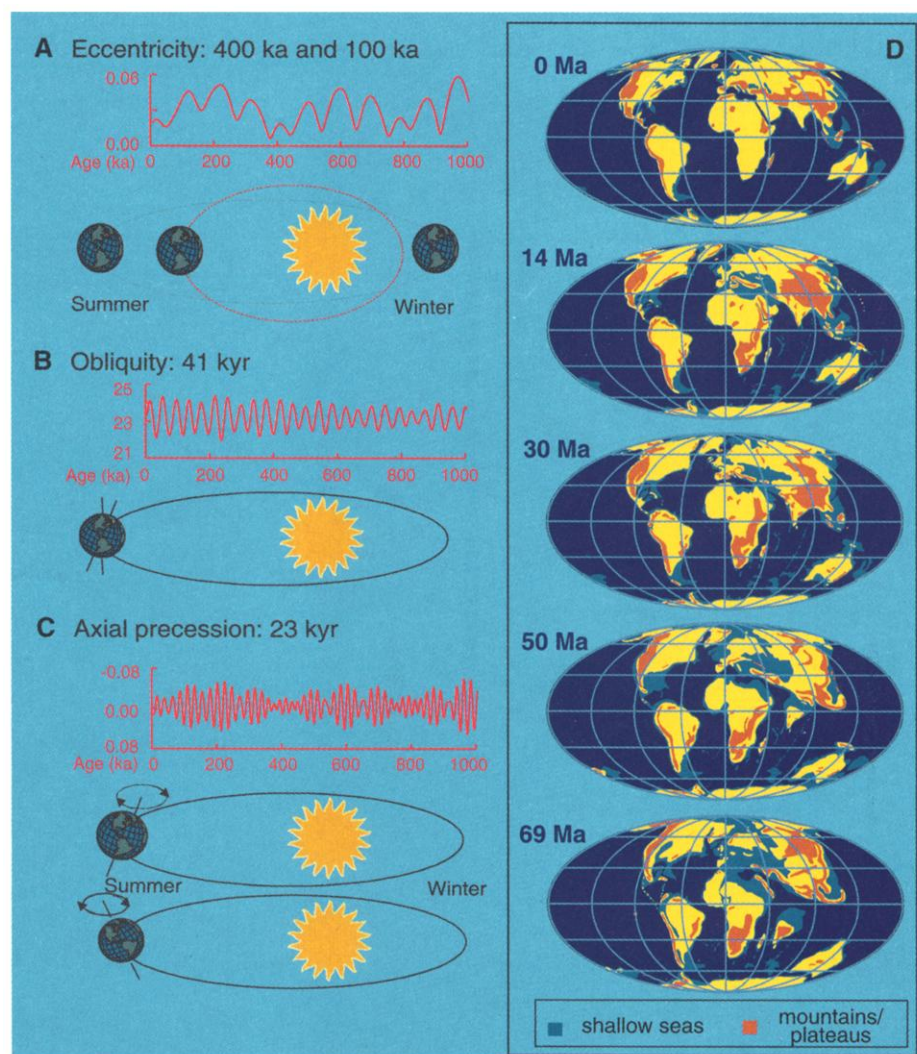 A Eccentricity: 400 ka and 100 ka
0.06
0.00
Age (ka) 0 200 400 600 800 1000
Summer
Winter
B Obliquity: 41 kyr
25
23
21
Age (ka) 0 200 400 600 800 1000
C Axial precession: 23 kyr
-0.08
0.00
0.08
Age (ka) 0 200 400 600 800 1000
Summer
Winter
D
0 Ma
14 Ma
30 Ma
50 Ma
69 Ma
shallow seas
mountains/
plateaus